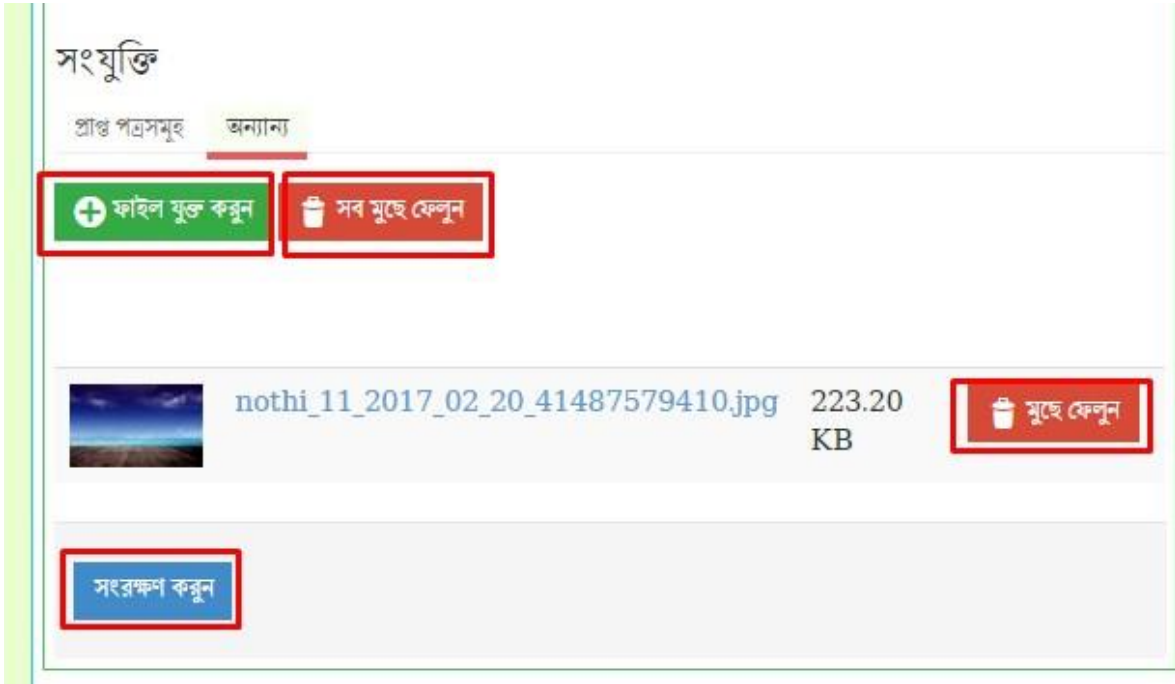 সংযুক্তি
প্রাপ্ত পত্রসমূহ অন্যান্য
ফাইল যুক্ত করুন সব মুছে ফেলুন
nothi_11_2017_02_20_41487579410.jpg 223.20 KB মুছে ফেলুন
সংরক্ষণ করুন